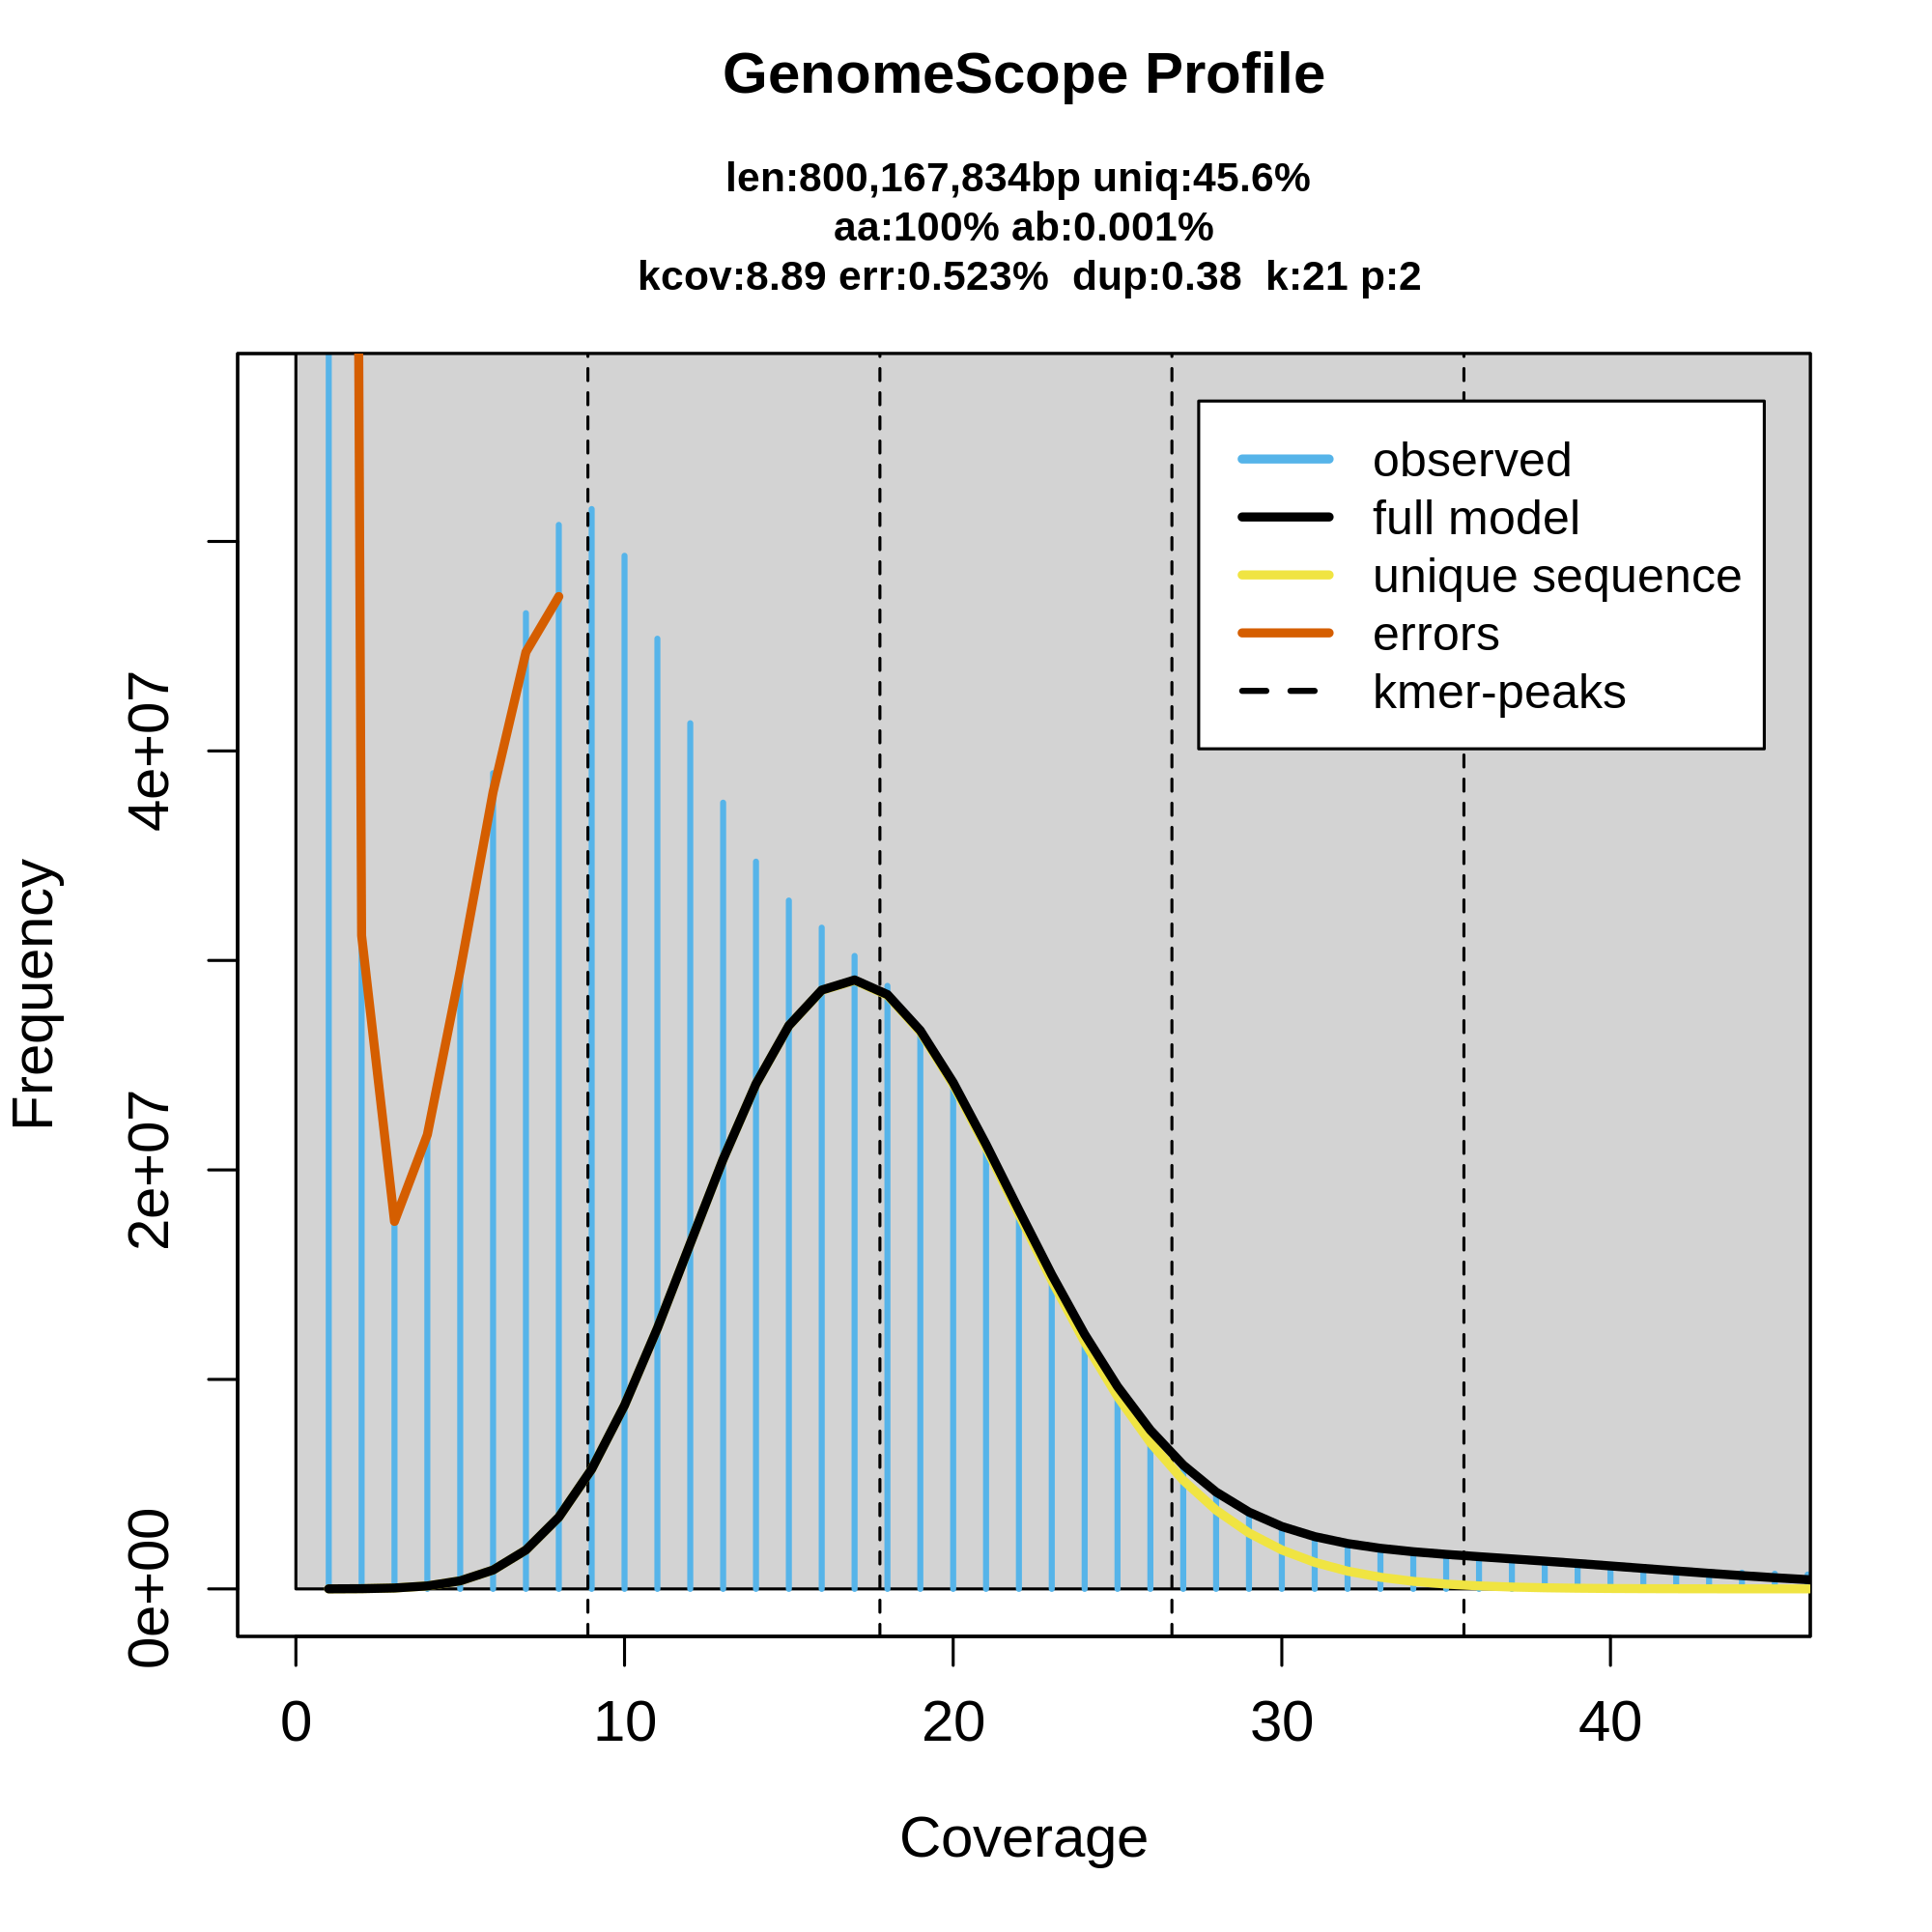 GenomeScope Profile
len:800,167,834bp uniq:45.6%
aa:100% ab:0.001%
kcov:8.89 err:0.523%  dup:0.38  k:21 p:2
observed
full model
unique sequence
errors
kmer-peaks
Frequency
4e+07
2e+07
0e+00
0 10 20 30 40
Coverage